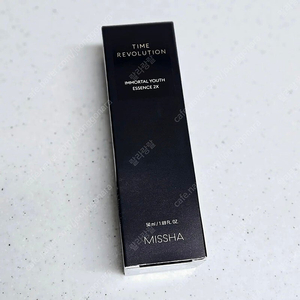 TIME
REVOLUTION
IMMORTAL YOUTH
ESSENCE 2X
50 ml / 1.69 FL. OZ.
MISSHA